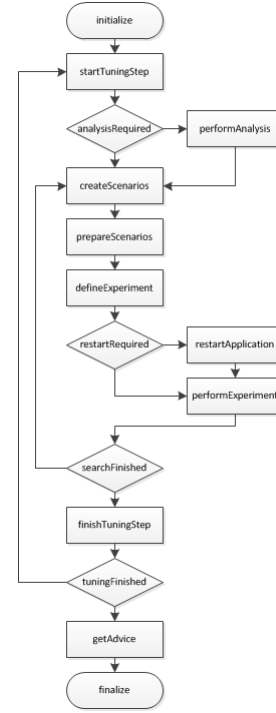 initialize
startTuningStep
analysisRequired
performAnalysis
createScenarios
prepareScenarios
defineExperiment
restartRequired
restartApplication
performExperiment
searchFinished
finishTuningStep
tuningFinished
getAdvice
finalize